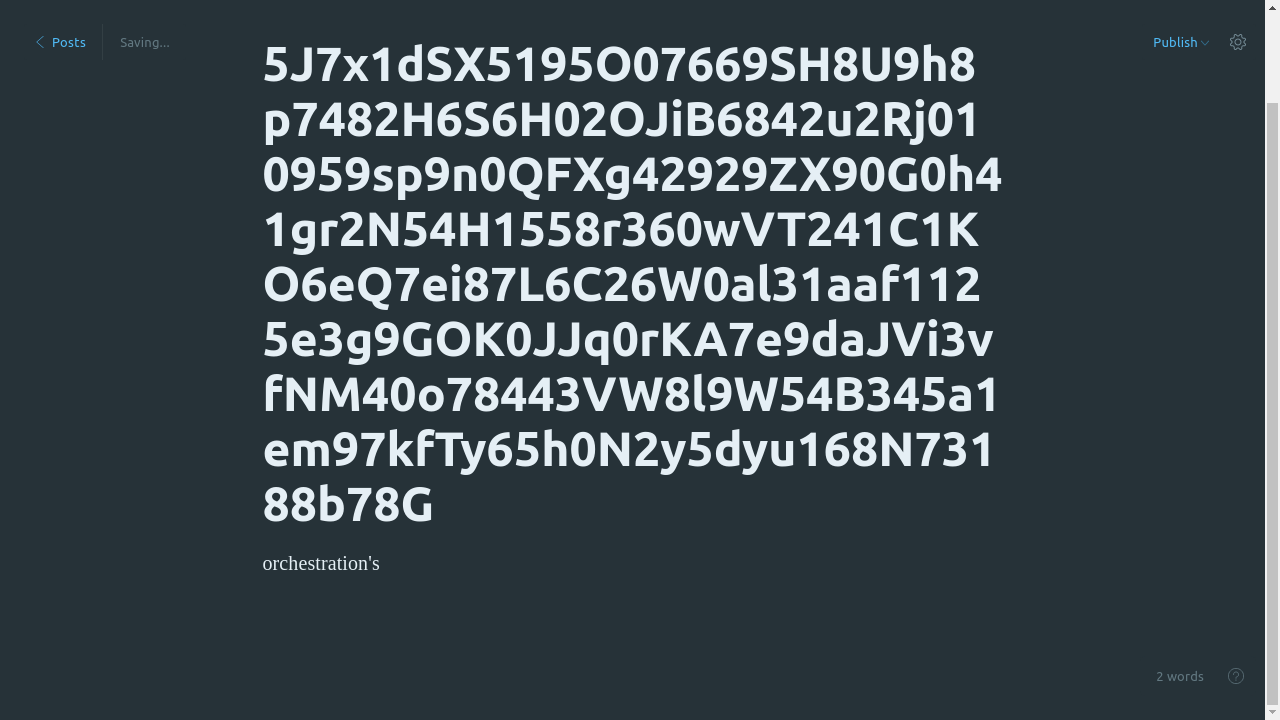 Posts
Saving...
Publish
5J7x1dSX5195O07669SH8U9h8
p7482H6S6H02OJiB6842u2Rj01
0959sp9n0QFXg42929ZX90G0h4
1gr2N54H1558r360wVT241C1K
O6eQ7ei87L6C26W0al31aaf112
5e3g9GOK0JJq0rKA7e9daJVi3v
fNM40o78443VW8l9W54B345a1
em97kfTy65h0N2y5dyu168N731
88b78G
orchestration's
2 words